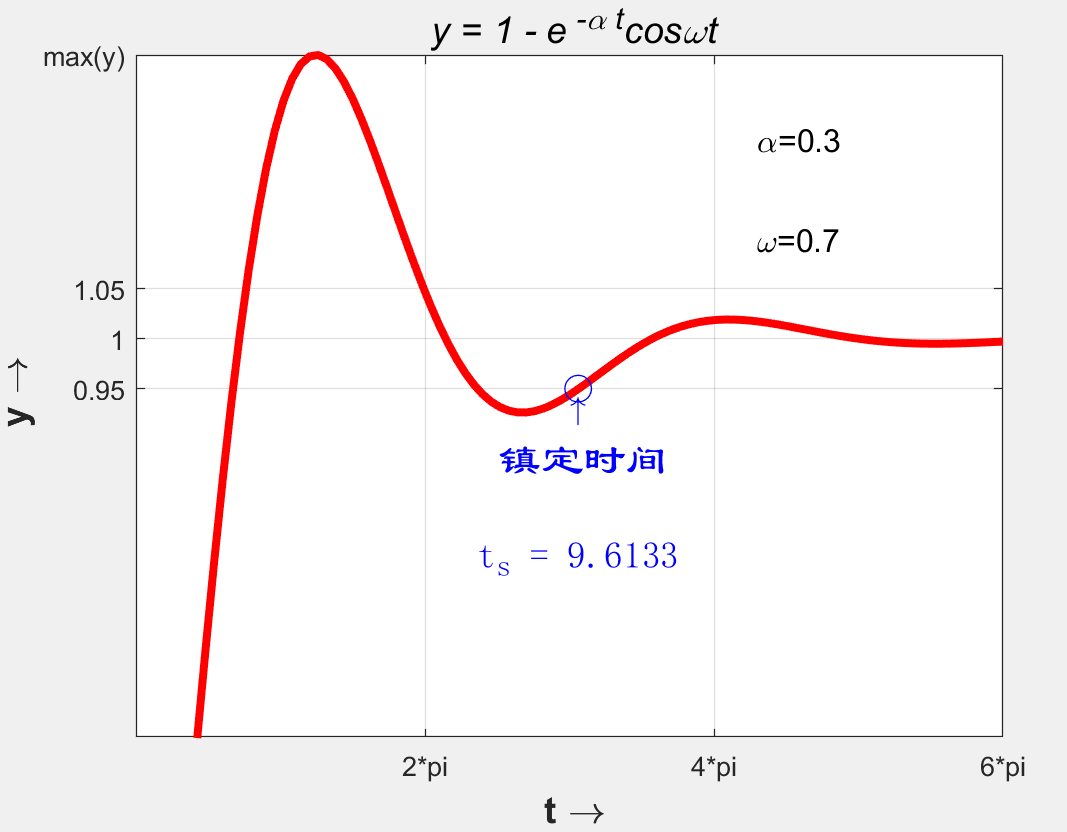 y = 1 - e -α t cosωt
max(y)
α=0.3
ω=0.7
1.05
1
0.95
y →
镇定时间
ts = 9.6133
2*pi
4*pi
6*pi
t →